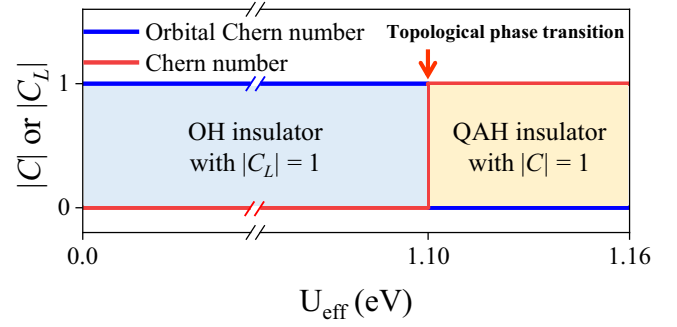 Orbital Chern number
Topological phase transition
Chern number
|C| or |C_L|
1
0
OH insulator
with |C_L| = 1
QAH insulator
with |C| = 1
0.0
1.10
1.16
U_eff (eV)